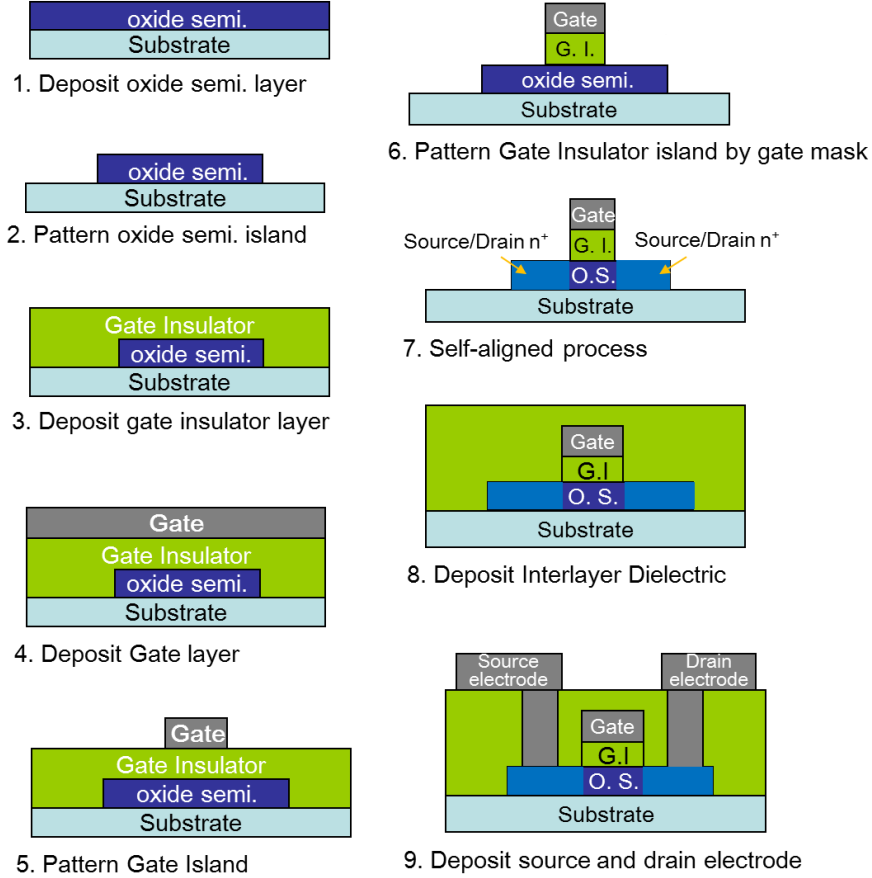 oxide semi.
Substrate
1. Deposit oxide semi. layer
oxide semi.
Substrate
2. Pattern oxide semi. island
Gate Insulator
oxide semi.
Substrate
3. Deposit gate insulator layer
Gate
Gate Insulator
oxide semi.
Substrate
4. Deposit Gate layer
Gate
Gate Insulator
oxide semi.
Substrate
5. Pattern Gate Island
Gate
G. I.
oxide semi.
Substrate
6. Pattern Gate Insulator island by gate mask
Gate
Source/Drain n⁺
G. I.
Source/Drain n⁺
O.S.
Substrate
7. Self-aligned process
Gate
G.I
O. S.
Substrate
8. Deposit Interlayer Dielectric
Source
electrode
Drain
electrode
Gate
G.I
O. S.
Substrate
9. Deposit source and drain electrode